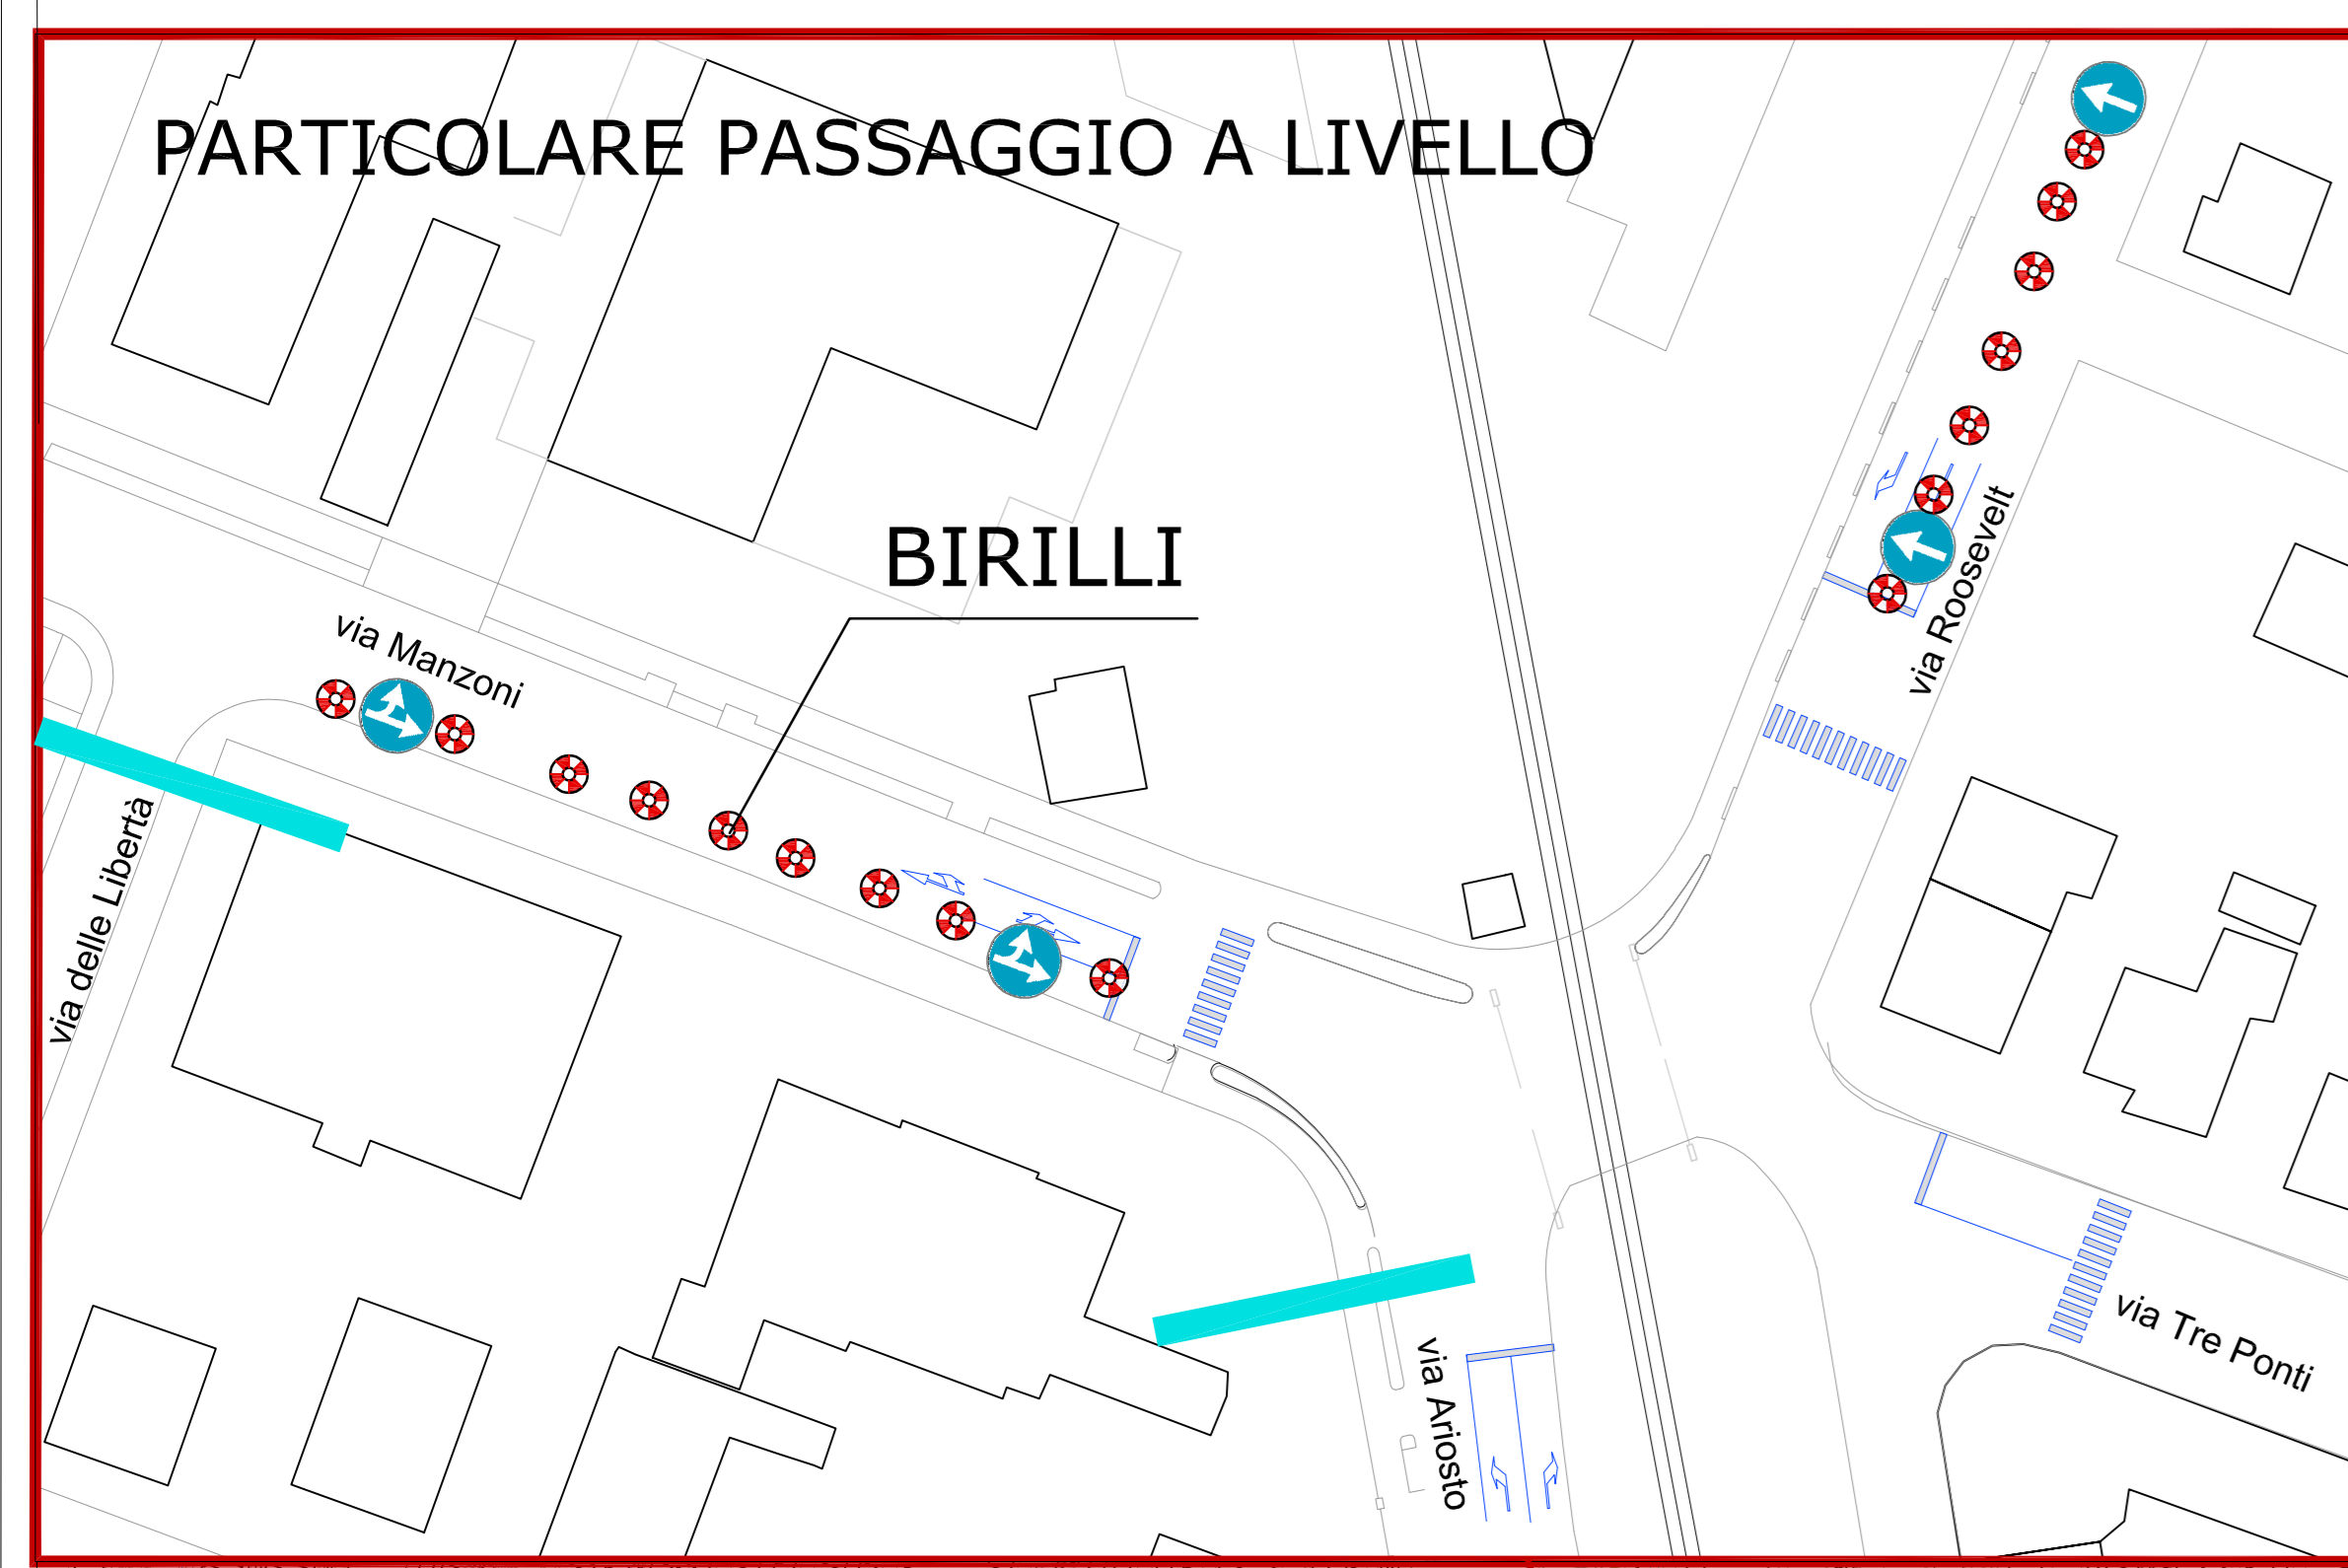 PARTICOLARE PASSAGGIO A LIVELLO
BIRILLI
via Roosevelt
via Manzoni
via delle Libertà
via Tre Ponti
via Ariosto